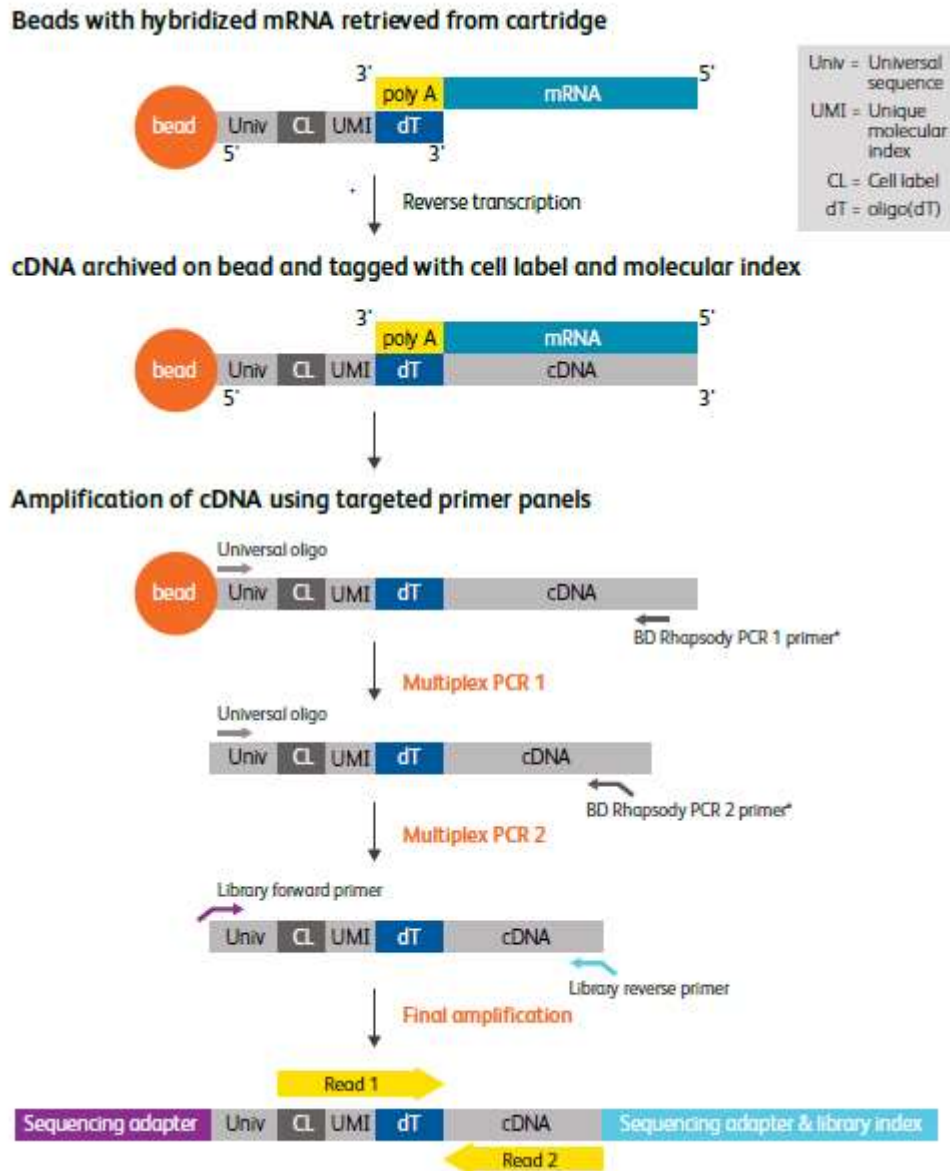 Beads with hybridized mRNA retrieved from cartridge
Univ = Universal
sequence
UMI = Unique
molecular
index
CL = Cell label
dT = oligo(dT)
3'
5'
poly A
mRNA
bead
Univ
CL
UMI
dT
5'
3'
Reverse transcription
cDNA archived on bead and tagged with cell label and molecular index
3'
5'
poly A
mRNA
bead
Univ
CL
UMI
dT
cDNA
5'
3'
Amplification of cDNA using targeted primer panels
Universal oligo
bead
Univ
CL
UMI
dT
cDNA
BD Rhapsody PCR 1 primer*
Multiplex PCR 1
Universal oligo
Univ
CL
UMI
dT
cDNA
BD Rhapsody PCR 2 primer*
Multiplex PCR 2
Library forward primer
Univ
CL
UMI
dT
cDNA
Library reverse primer
Final amplification
Read 1
Sequencing adapter
Univ
CL
UMI
dT
cDNA
Sequencing adapter & library index
Read 2